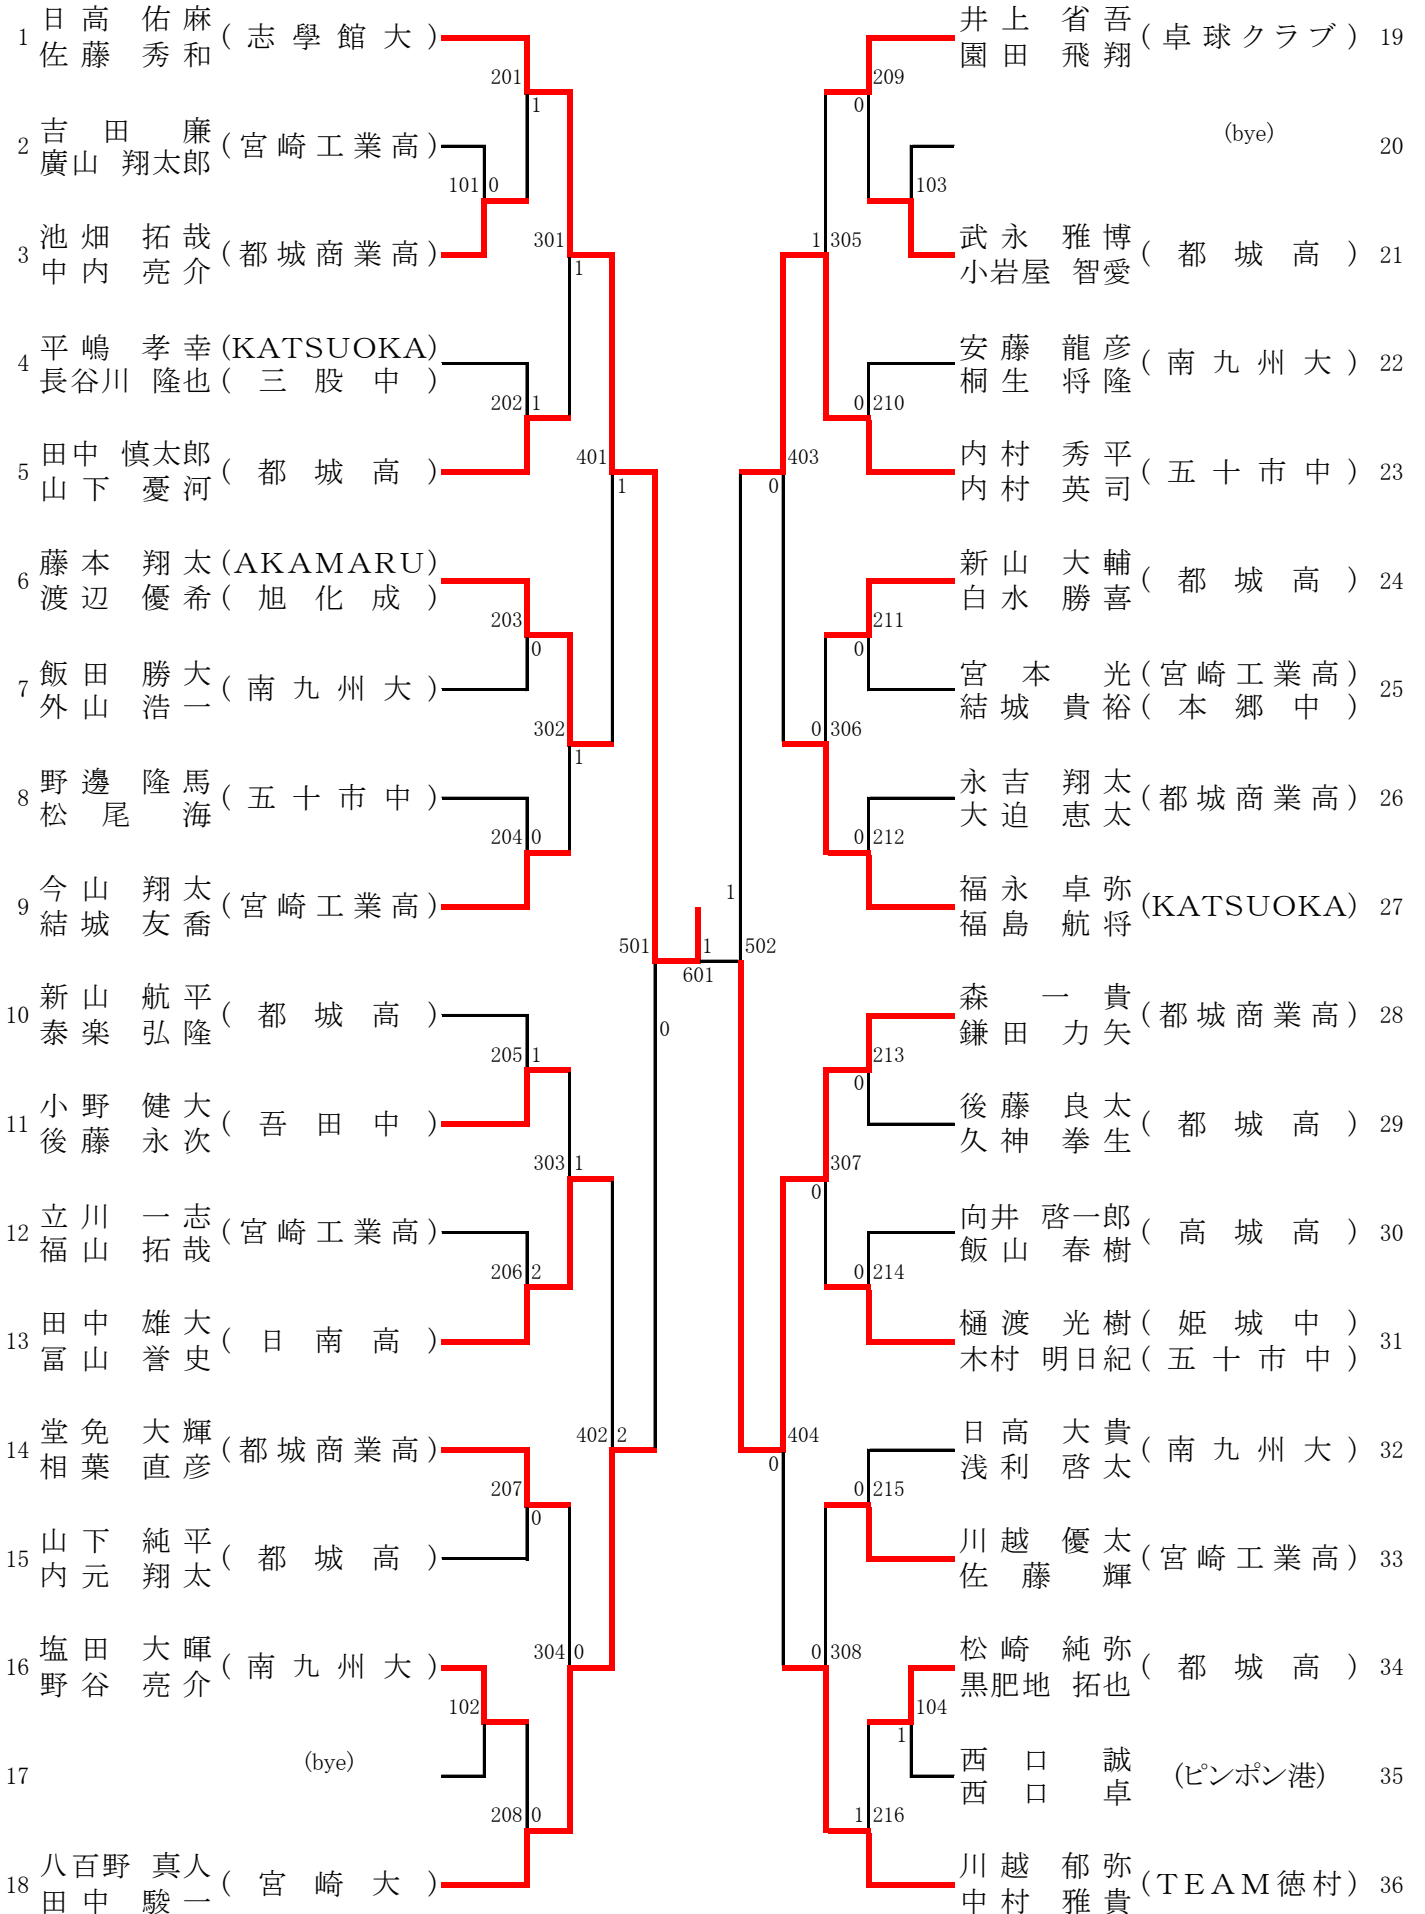 1 日高 佑麻 (志學館大)
佐藤 秀和
201
1
2 吉田 廉 (宮崎工業高)
廣山 翔太郎
101 0
3 池畑 拓哉 (都城商業高)
中内 亮介
301
1
4 平嶋 孝幸 (KATSUOKA)
長谷川 隆也 (三股中)
202 1
5 田中 慎太郎 (都城高)
山下 憂河
401
1
6 藤本 翔太 (AKAMARU)
渡辺 優希 (旭化成)
203
0
7 飯田 勝大 (南九州大)
外山 浩一
302
1
8 野邊 隆馬 (五十市中)
松尾 海
204 0
9 今山 翔太 (宮崎工業高)
結城 友喬
501
0
10 新山 航平 (都城高)
泰楽 弘隆
205 1
11 小野 健大 (吾田中)
後藤 永次
303 1
12 立川 一志 (宮崎工業高)
福山 拓哉
206 2
13 田中 雄大 (日南高)
冨山 誉史
402 2
14 堂免 大輝 (都城商業高)
相葉 直彦
207
0
15 山下 純平 (都城高)
内元 翔太
304 0
16 塩田 大暉 (南九州大)
野谷 亮介
102
17 (bye)
208 0
18 八百野 真人 (宮崎大)
田中 駿一
1
601
井上 省吾 (卓球クラブ) 19
園田 飛翔
209
0
(bye) 20
103
武永 雅博 (都城高) 21
小岩屋 智愛
1 305
安藤 龍彦 (南九州大) 22
桐生 将隆
0 210
内村 秀平 (五十市中) 23
内村 英司
403
0
新山 大輔 (都城高) 24
白水 勝喜
211
0
宮本 光 (宮崎工業高) 25
結城 貴裕 (本郷中)
0 306
永吉 翔太 (都城商業高) 26
大迫 恵太
0 212
福永 卓弥 (KATSUOKA) 27
福島 航将
1
502
森 一貴 (都城商業高) 28
鎌田 力矢
213
0
後藤 良太 (都城高) 29
久神 拳生
307
0
向井 啓一郎 (高城高) 30
飯山 春樹
0 214
樋渡 光樹 (姫城中) 31
木村 明日紀 (五十市中)
404
0
日高 大貴 (南九州大) 32
浅利 啓太
0 215
川越 優太 (宮崎工業高) 33
佐藤 輝
0 308
松崎 純弥 (都城高) 34
黒肥地 拓也
104
1
西口 誠 (ピンポン港) 35
西口 卓
1 216
川越 郁弥 (TEAM徳村) 36
中村 雅貴